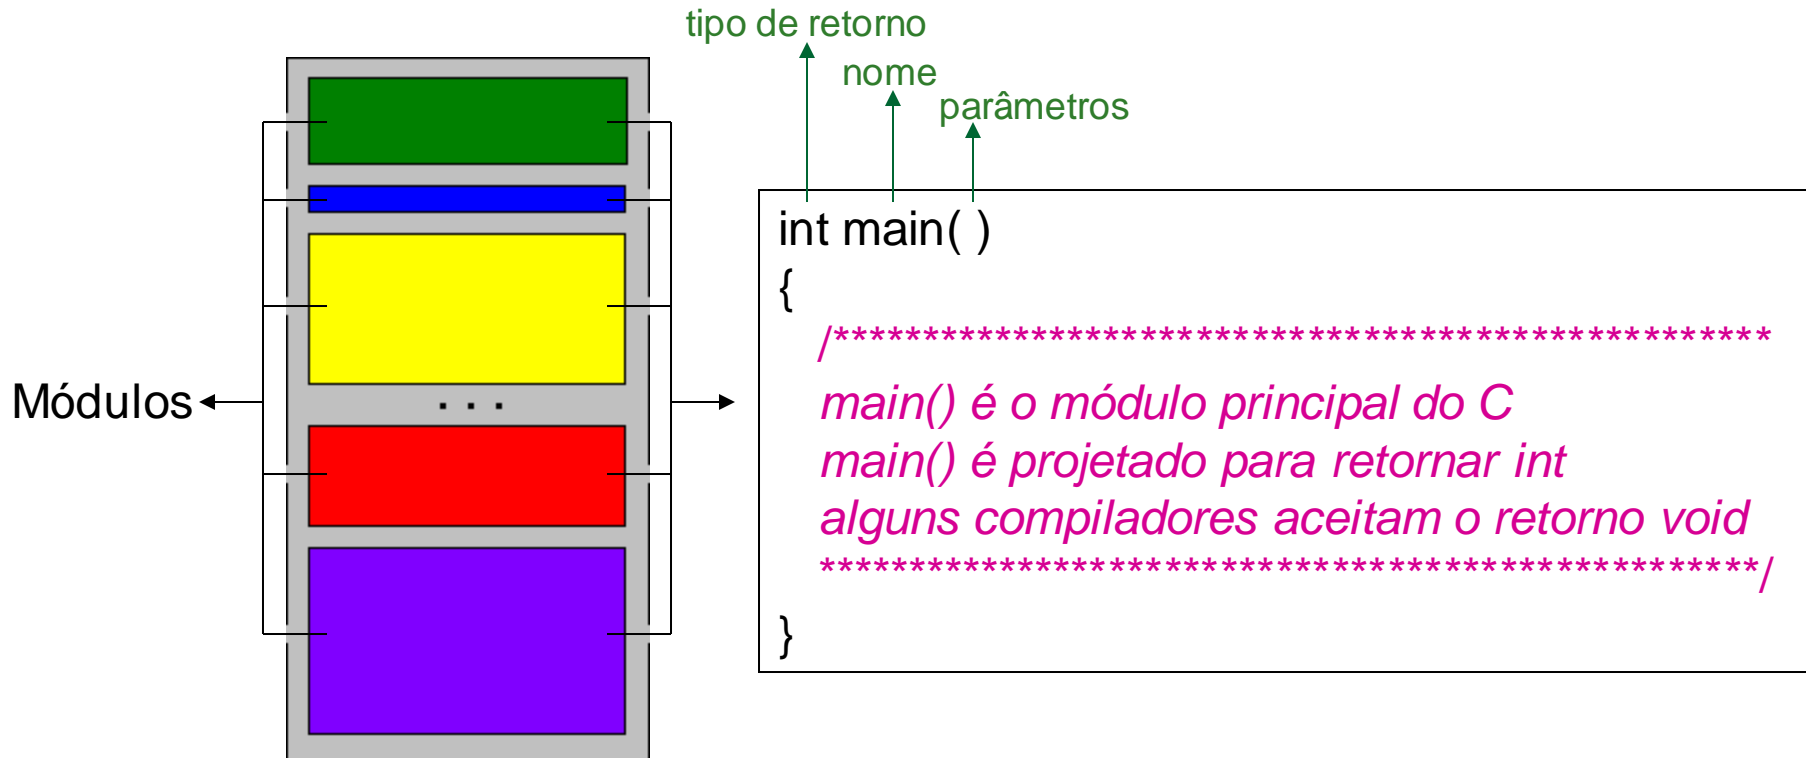 tipo de retorno
nome
parâmetros
Módulos
. . .
int main( )
{
/****************************************************
main() é o módulo principal do C
main() é projetado para retornar int
alguns compiladores aceitam o retorno void
****************************************************/
}